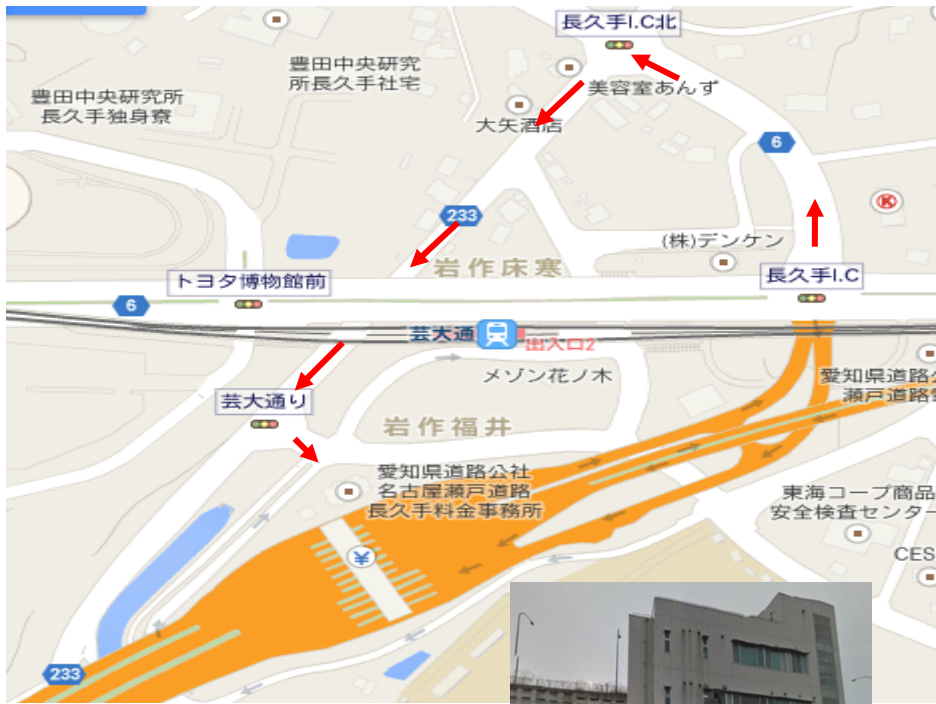 長久手I.C北
豊田中央研究
所長久手社宅
美容室あんず
豊田中央研究所
長久手独身寮
大矢酒店
6
K
233
(株)デンケン
岩作床寒
トヨタ博物館前
長久手I.C
6
芸大通
出入口2
メゾン花ノ木
愛知県道路公
瀬戸道路営
芸大通り
岩作福井
愛知県道路公社
名古屋瀬戸道路
長久手料金事務所
東海コープ商品
安全検査センター
¥
CES
233